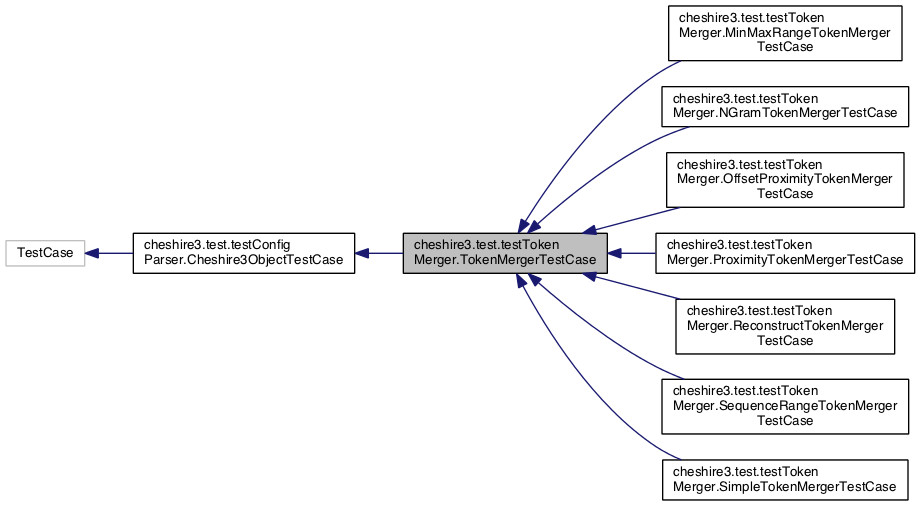 TestCase
cheshire3.test.testConfig
Parser.Cheshire3ObjectTestCase
cheshire3.test.testToken
Merger.TokenMergerTestCase
cheshire3.test.testToken
Merger.MinMaxRangeTokenMerger
TestCase
cheshire3.test.testToken
Merger.NGramTokenMergerTestCase
cheshire3.test.testToken
Merger.OffsetProximityTokenMerger
TestCase
cheshire3.test.testToken
Merger.ProximityTokenMergerTestCase
cheshire3.test.testToken
Merger.ReconstructTokenMerger
TestCase
cheshire3.test.testToken
Merger.SequenceRangeTokenMerger
TestCase
cheshire3.test.testToken
Merger.SimpleTokenMergerTestCase